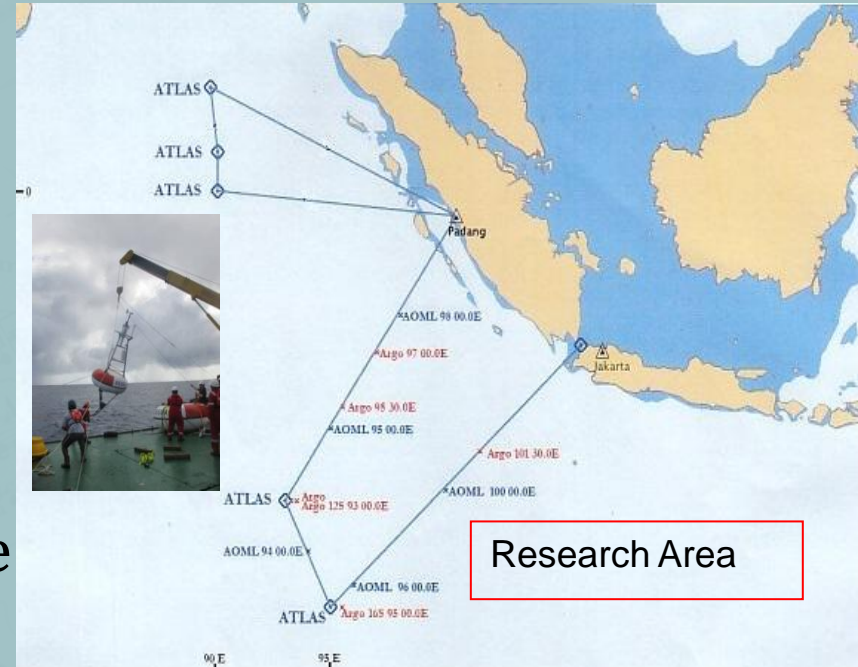 ATLAS
ATLAS
ATLAS
0
Padang
*AOML 98 00.0E
Argo 97 00.0E
Jakarta
Argo 95 30.0E
*AOML 95 00.0E
Argo 101 30.0E
*AOML 100 00.0E
ATLAS
Argo
Argo 12S 93 00.0E
AOML 94 00.0E
Research Area
e
*AOML 96 00.0E
ATLAS
Argo 16S 95 00.0E
90 E
95 E